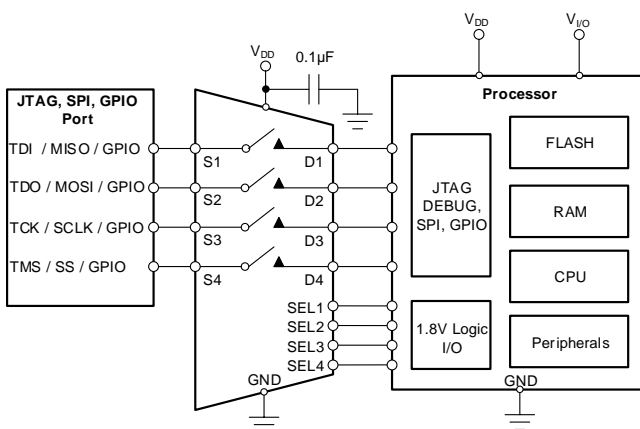 VDD
VI/O
VDD
0.1µF
JTAG, SPI, GPIO
Port
Processor
TDI / MISO / GPIO
S1
D1
TDO / MOSI / GPIO
S2
D2
TCK / SCLK / GPIO
S3
D3
TMS / SS / GPIO
S4
D4
JTAG
DEBUG,
SPI, GPIO
FLASH
RAM
CPU
Peripherals
SEL1
SEL2
SEL3
SEL4
1.8V Logic
I/O
GND
GND